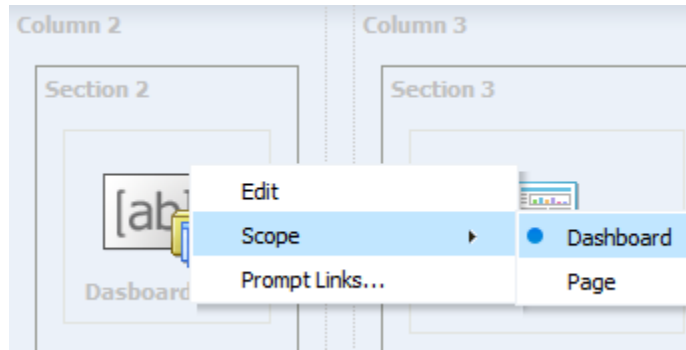 Column 2
Column 3
Section 2
Section 3
[ab
Edit
Scope
Dashboard
Prompt Links...
Page
Dasboard